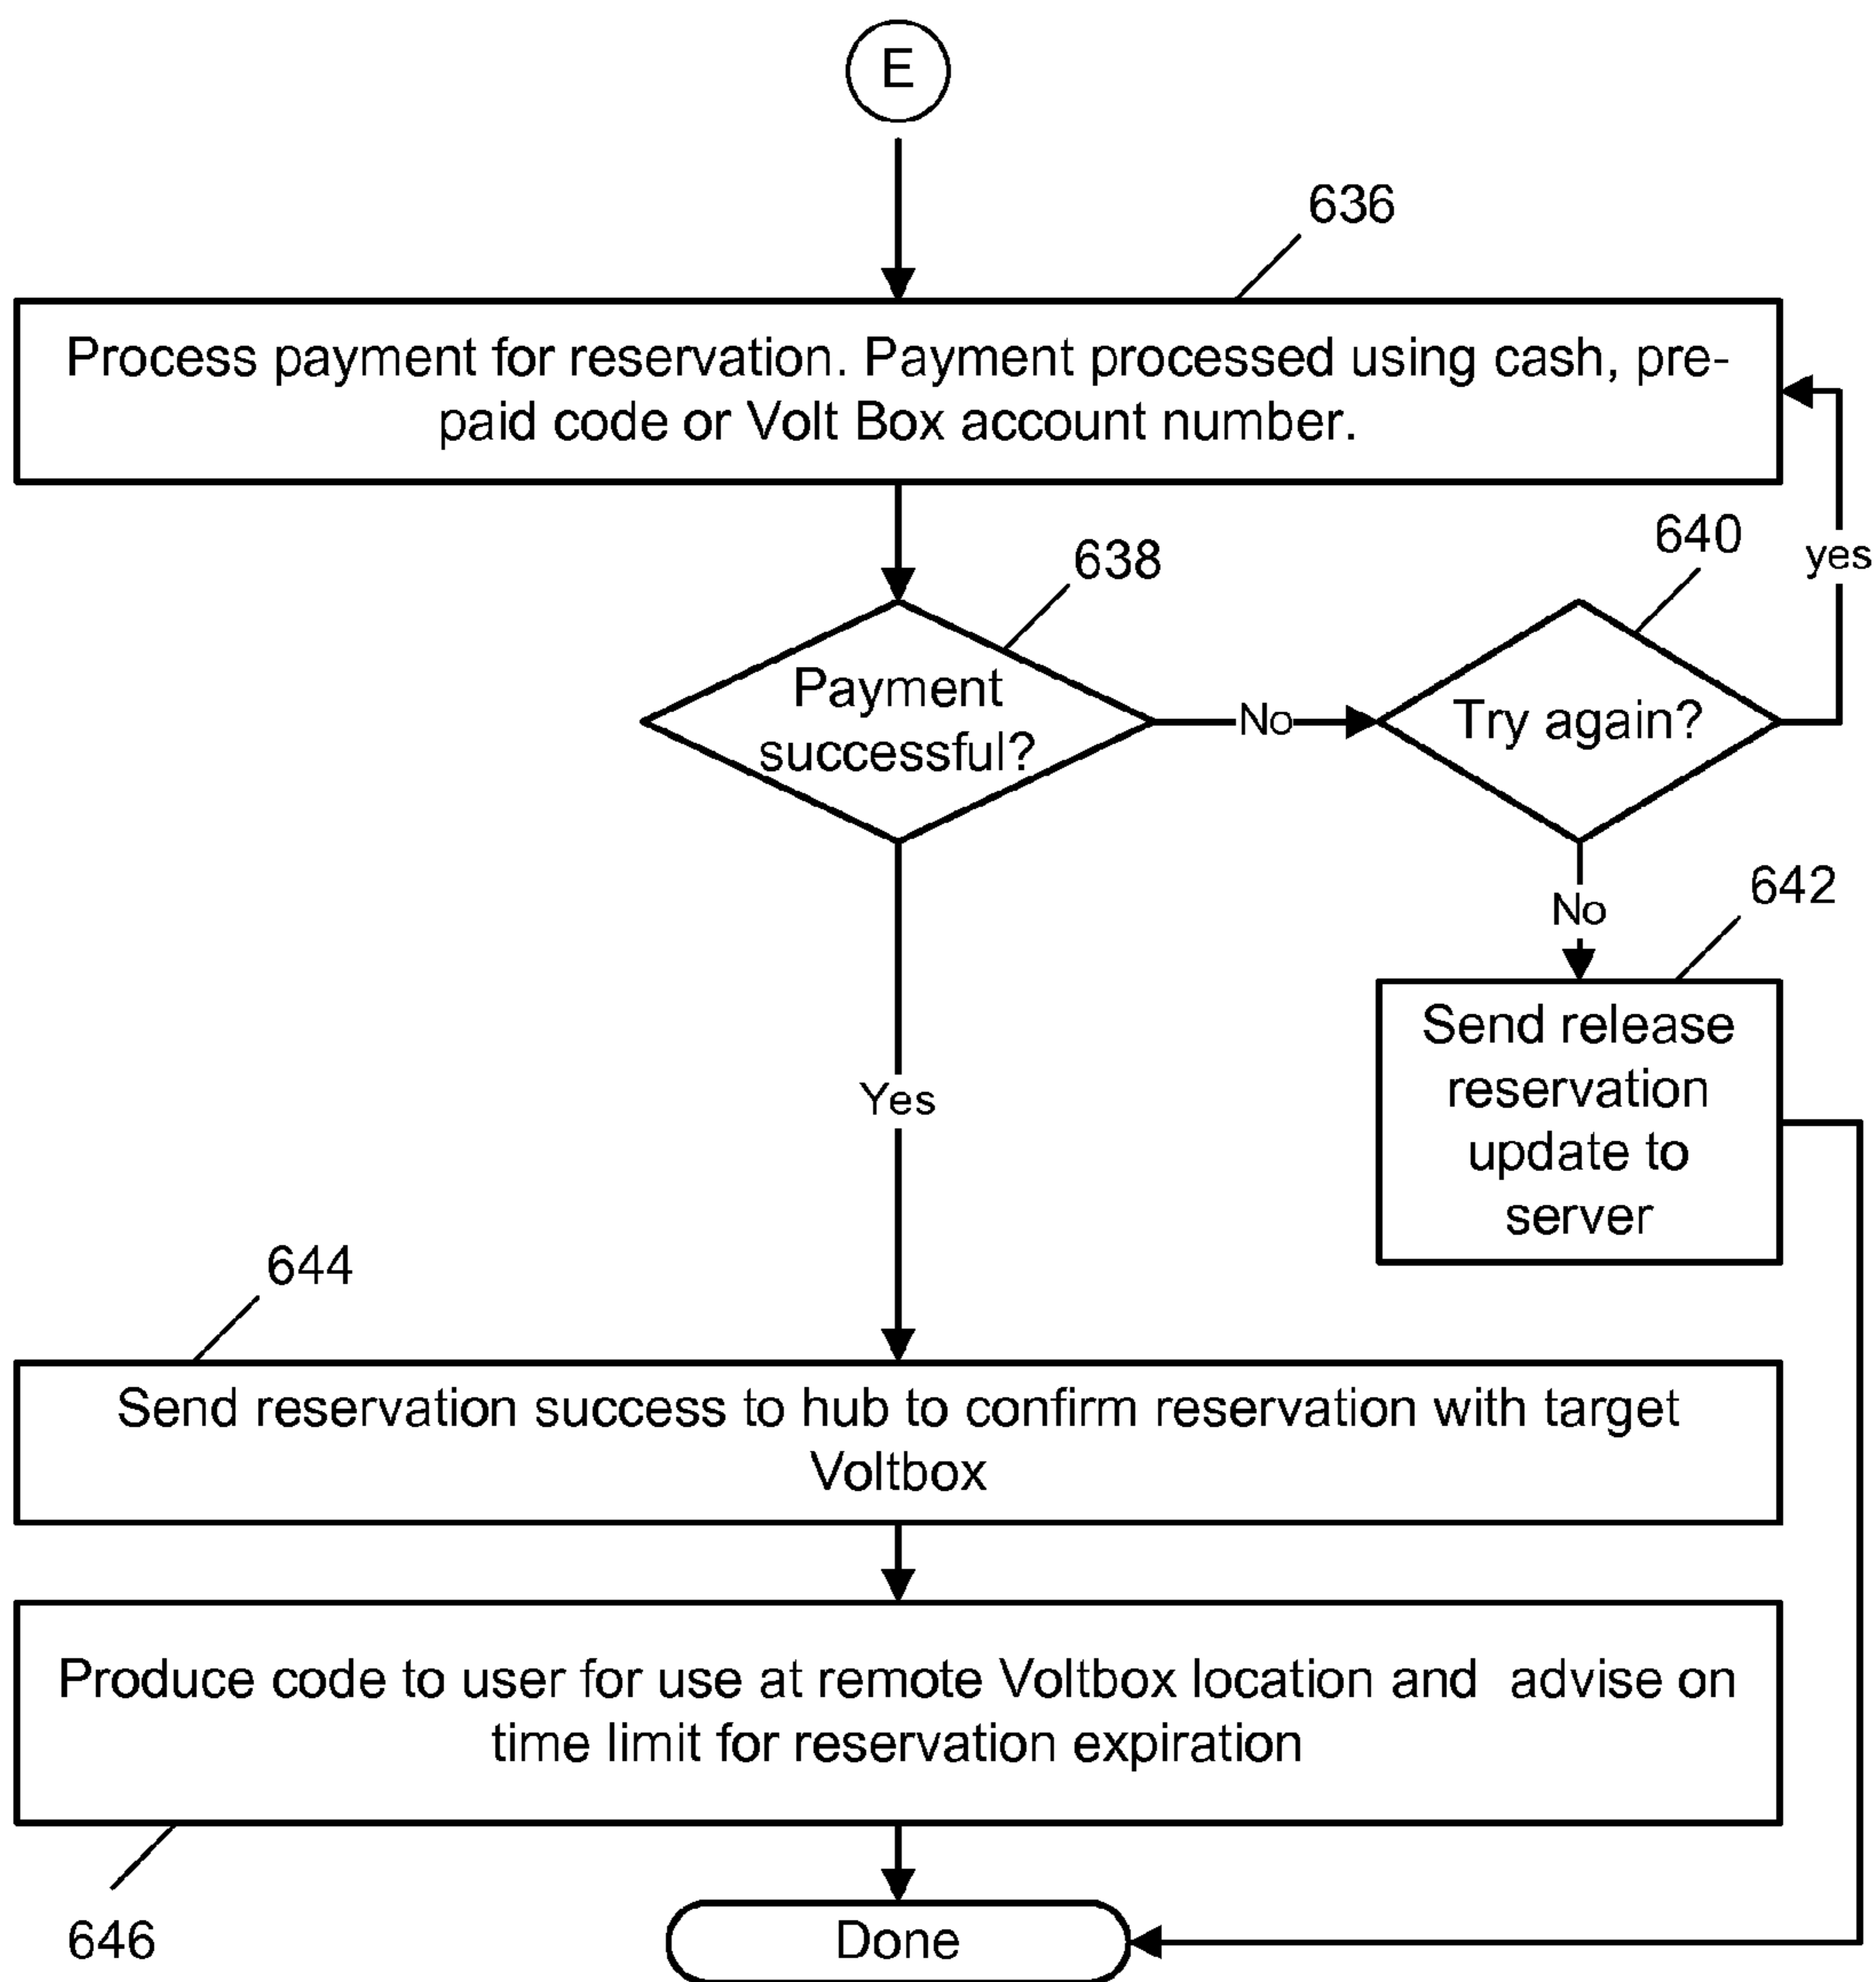 E
636
Process payment for reservation. Payment processed using cash, pre-
paid code or Volt Box account number.
638
640
yes
Payment
successful?
No
Try again?
No
642
Send release
reservation
update to
server
Yes
644
Send reservation success to hub to confirm reservation with target
Voltbox
Produce code to user for use at remote Voltbox location and  advise on
time limit for reservation expiration
646
Done